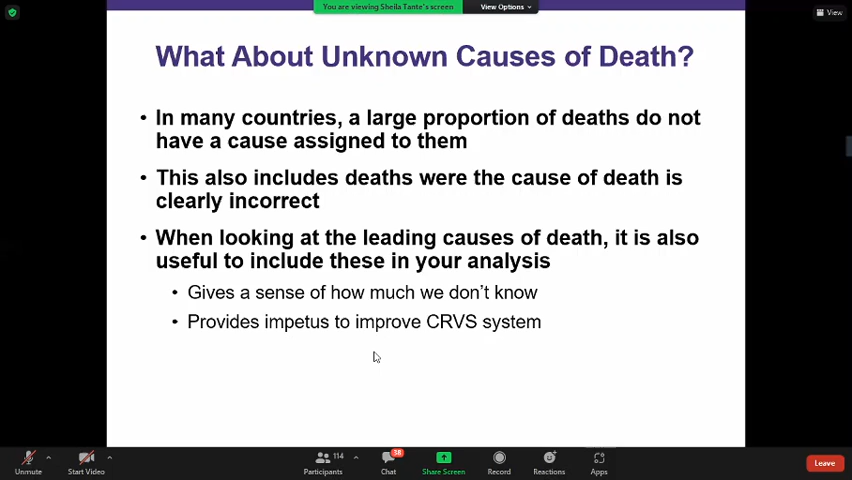 You are viewing Sheila Tante's screen
View Options
View
What About Unknown Causes of Death?
• In many countries, a large proportion of deaths do not
have a cause assigned to them
• This also includes deaths were the cause of death is
clearly incorrect
• When looking at the leading causes of death, it is also
useful to include these in your analysis
• Gives a sense of how much we don't know
• Provides impetus to improve CRVS system
Unmute
Start Video
114
Participants
38
Chat
Share Screen
Record
Reactions
Apps
Leave